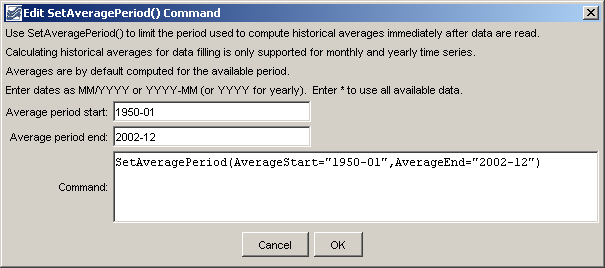 Edit SetAveragePeriod() Command
Use SetAveragePeriod() to limit the period used to compute historical averages immediately after data are read.
Calculating historical averages for data filling is only supported for monthly and yearly time series.
Averages are by default computed for the available period.
Enter dates as MM/YYYY or YYYY-MM (or YYYY for yearly). Enter * to use all available data.
Average period start: 1950-01
Average period end: 2002-12
Command: SetAveragePeriod(AverageStart="1950-01",AverageEnd="2002-12")
Cancel OK